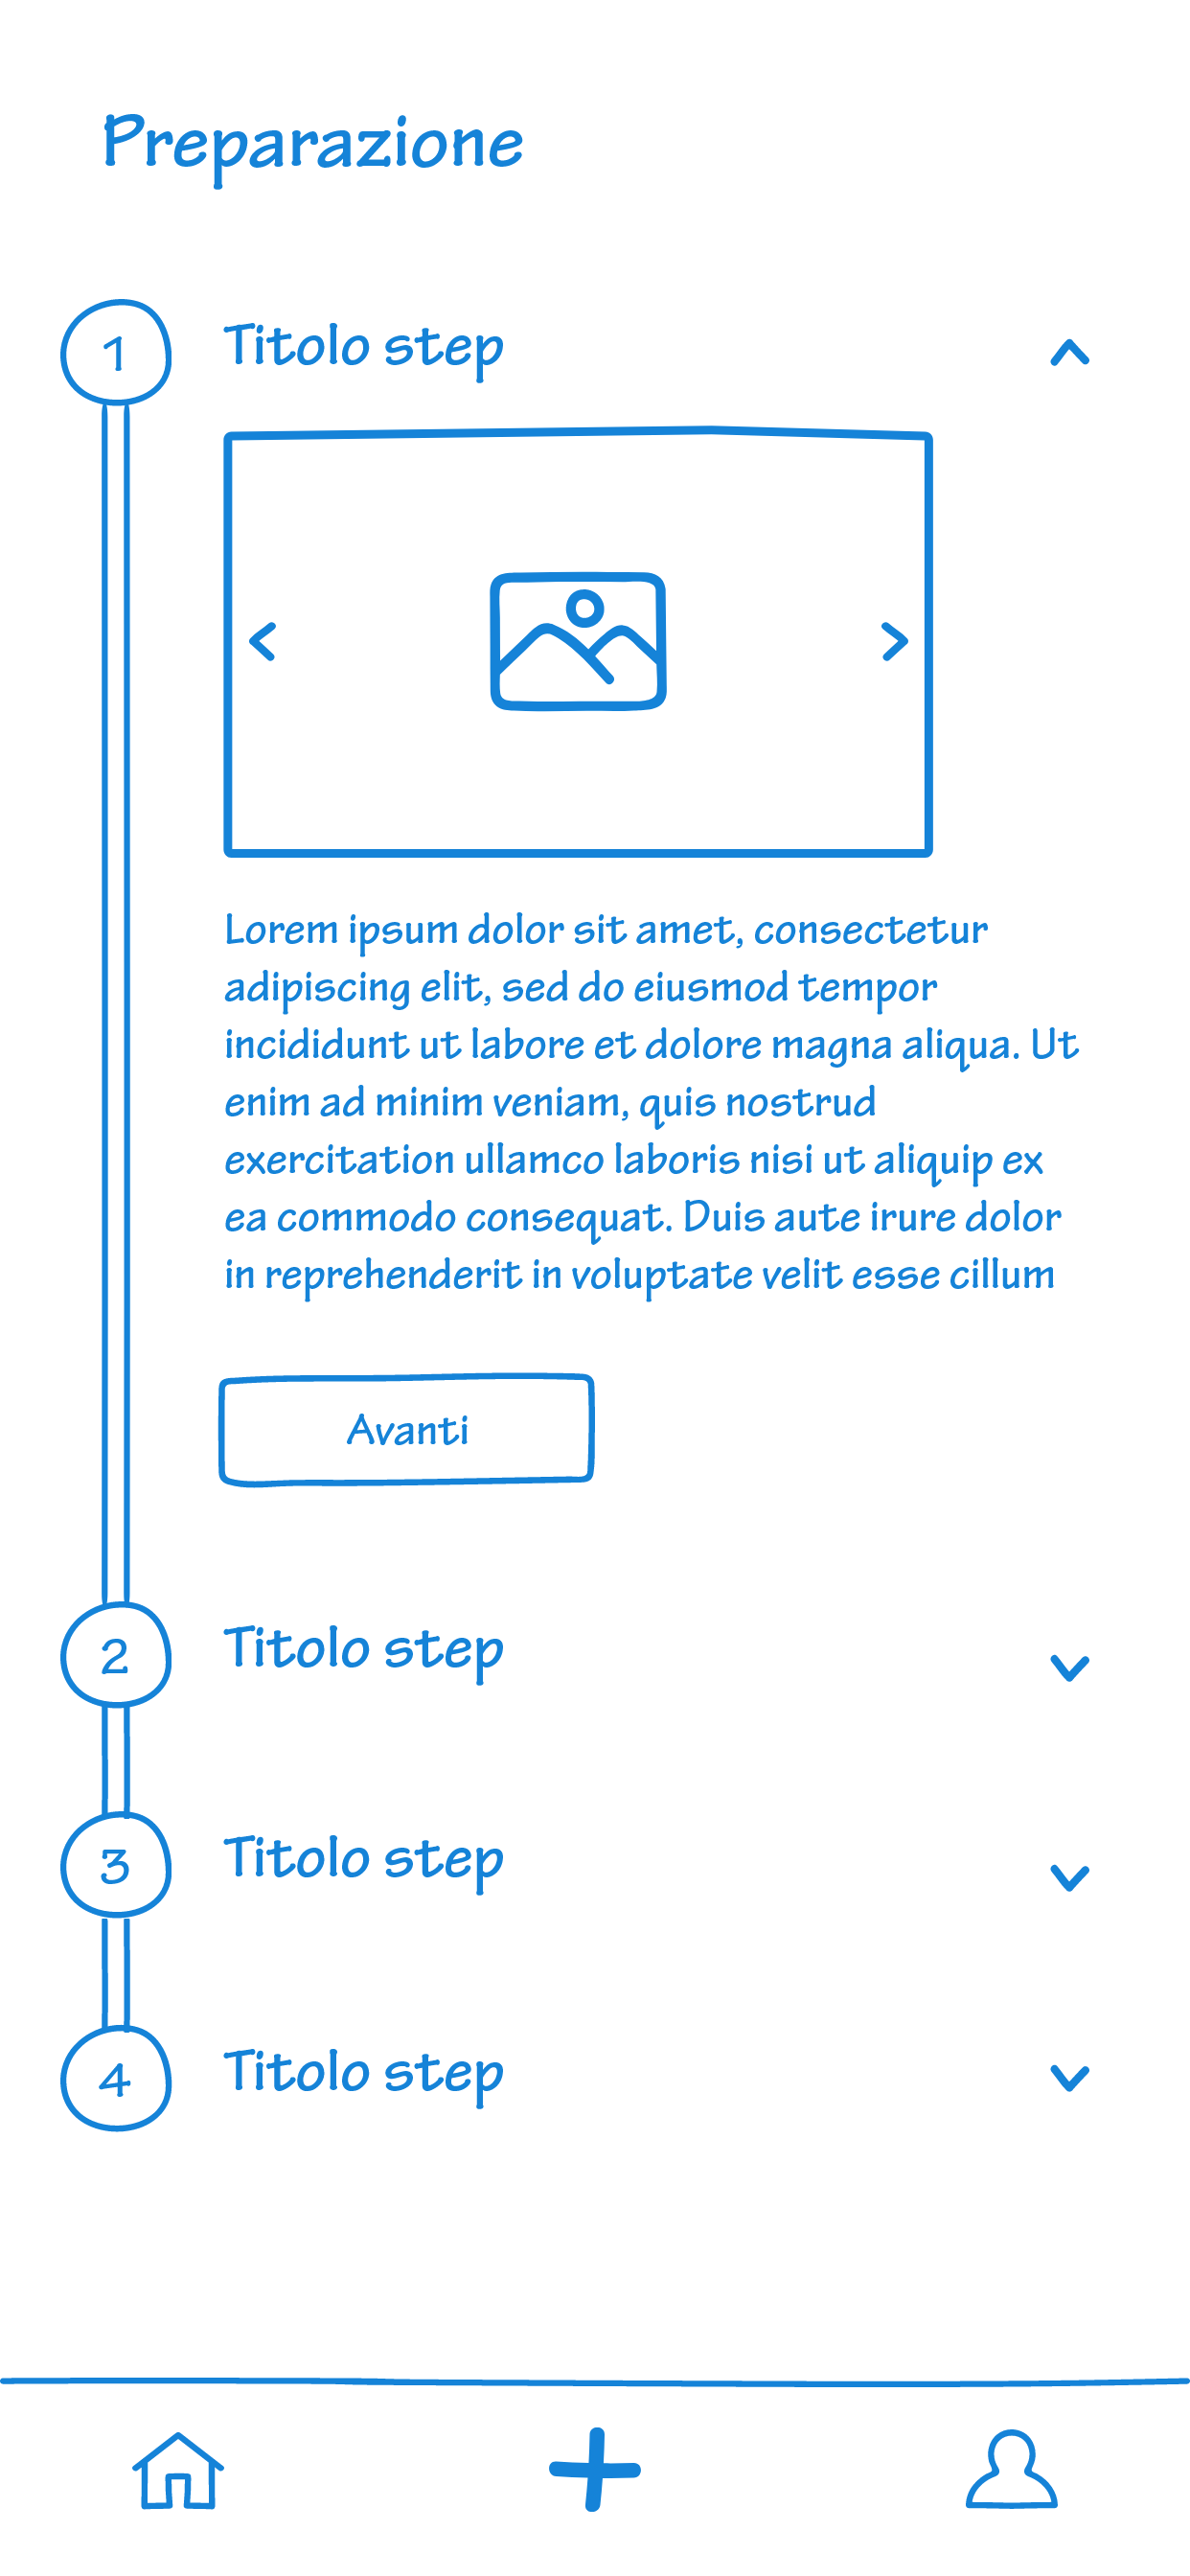 Preparazione
1
Titolo step
Lorem ipsum dolor sit amet, consectetur
adipiscing elit, sed do eiusmod tempor
incididunt ut labore et dolore magna aliqua. Ut
enim ad minim veniam, quis nostrud
exercitation ullamco laboris nisi ut aliquip ex
ea commodo consequat. Duis aute irure dolor
in reprehenderit in voluptate velit esse cillum
Avanti
2
Titolo step
3
Titolo step
4
Titolo step